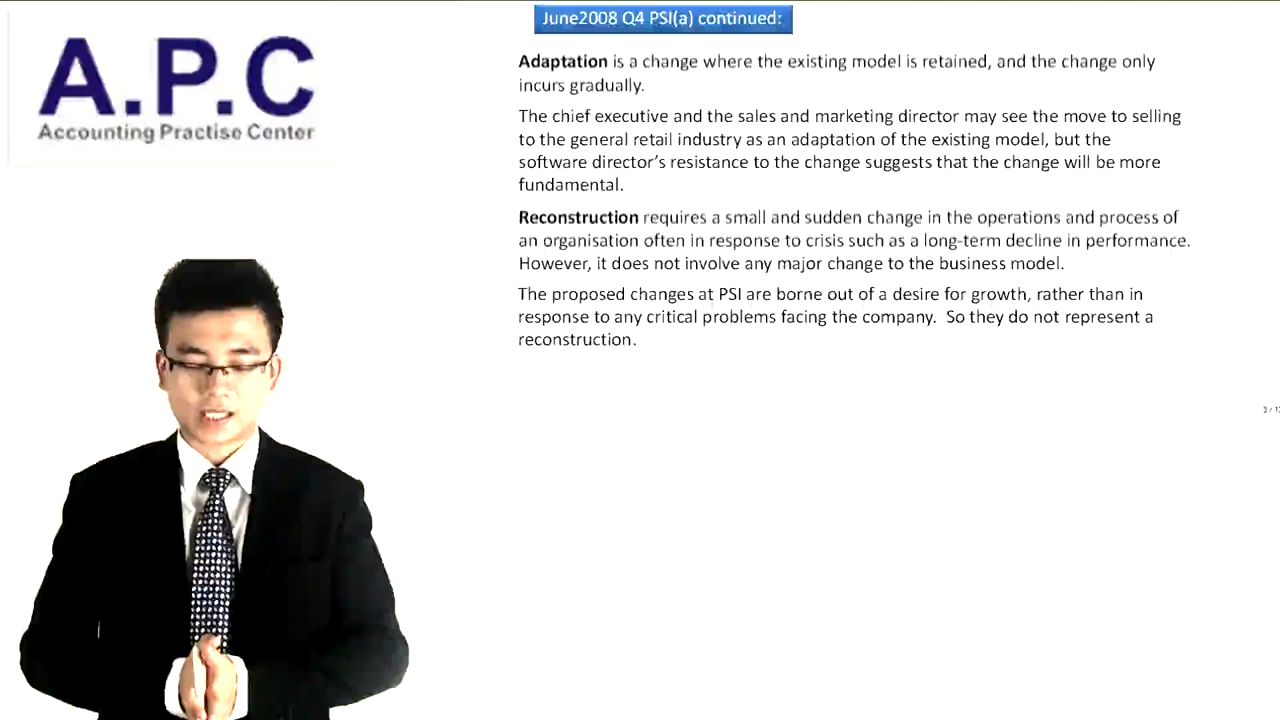 A.P.C
Accounting Practise Center
June2008 Q4 PSI(a) continued:
Adaptation is a change where the existing model is retained, and the change only
incurs gradually.
The chief executive and the sales and marketing director may see the move to selling
to the general retail industry as an adaptation of the existing model, but the
software director's resistance to the change suggests that the change will be more
fundamental.
Reconstruction requires a small and sudden change in the operations and process of
an organisation often in response to crisis such as a long-term decline in performance.
However, it does not involve any major change to the business model.
The proposed changes at PSI are borne out of a desire for growth, rather than in
response to any critical problems facing the company.  So they do not represent a
reconstruction.